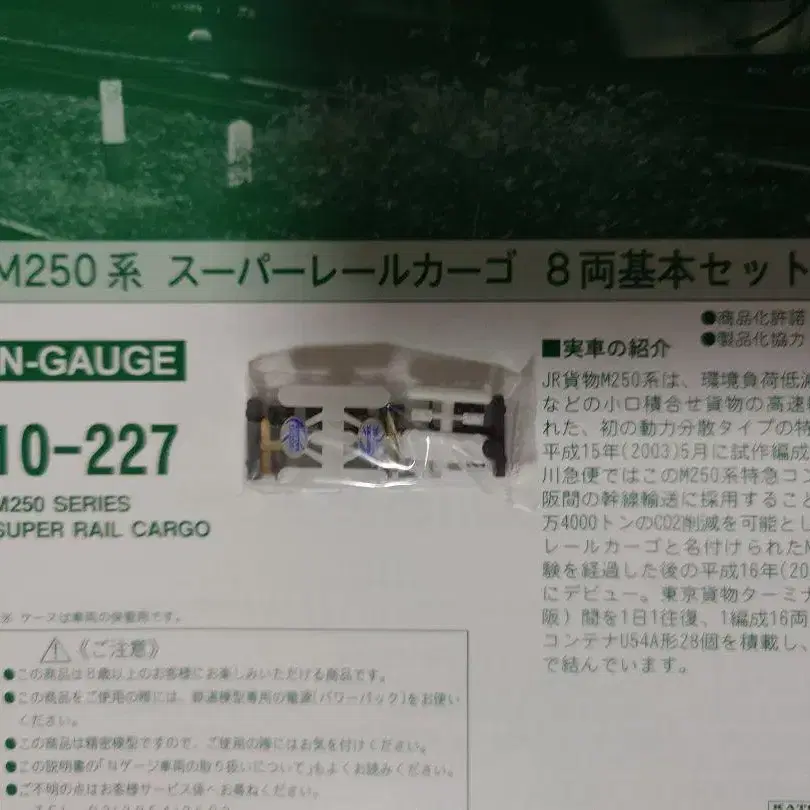 M250系 スーパーレールカーゴ 8両基本セット
N-GAUGE
10-227
M250 SERIES
SUPER RAIL CARGO
※ ケースは車両の保管用です。
⚠《ご注意》
●この商品は8歳以上のお客様にお楽しみいただける商品です。
●この商品をご使用の際には、鉄道模型専用の電源(パワーパック)をお使い
ください。
●この商品は精密模型ですので、ご使用の際にはお気を付けください。
●この説明書の「Nゲージ車両の取り扱いについて」もよくお読みください。
●ご不明の点はお客様サービス係へお尋ねください。
●商品化許諾
●製品化協力
■実車の紹介
JR貨物M250系は、環境負荷低減
などの小口積合せ貨物の高速
れた、初の動力分散タイプの特
平成15年(2003)5月に試作編成
川急便ではこのM250系特急コン
阪間の幹線輸送に採用すること
万4000トンのCO2削減を可能とし
レールカーゴと名付けられたM
験を経過した後の平成16年(20
にデビュー。東京貨物ターミナ
阪)間を1日1往復、1編成16両
コンテナU54A形28個を積載し、
で結んでいます。
KATO